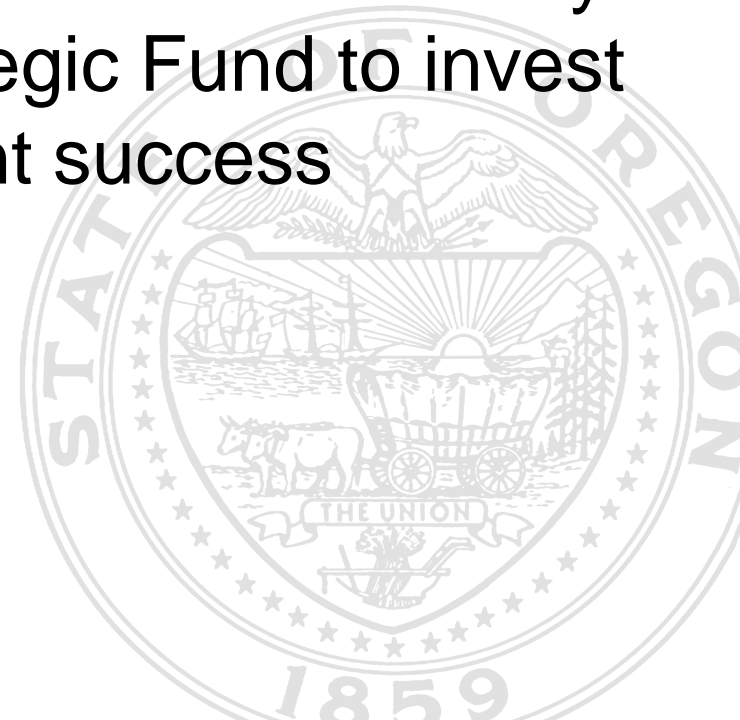 egic Fund to invest
nt success
STATE OF OREGON
THE UNION
1859